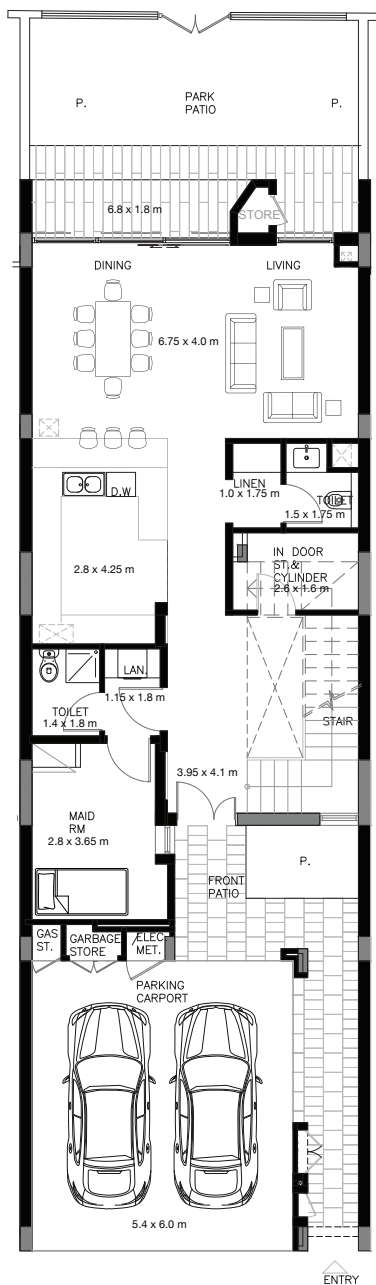 P.
PARK
PATIO
P.
6.8 x 1.8 m
STORE
DINING
LIVING
6.75 x 4.0 m
D.W
LINEN
1.0 x 1.75 m
TOILET
1.5 x 1.75 m
2.8 x 4.25 m
IN DOOR
ST.&
CYLINDER
2.6 x 1.6 m
LAN.
1.15 x 1.8 m
TOILET
1.4 x 1.8 m
STAIR
3.95 x 4.1 m
MAID
RM
2.8 x 3.65 m
P.
FRONT
PATIO
GAS
ST.
GARBAGE
STORE
ELEC.
MET.
PARKING
CARPORT
5.4 x 6.0 m
ENTRY